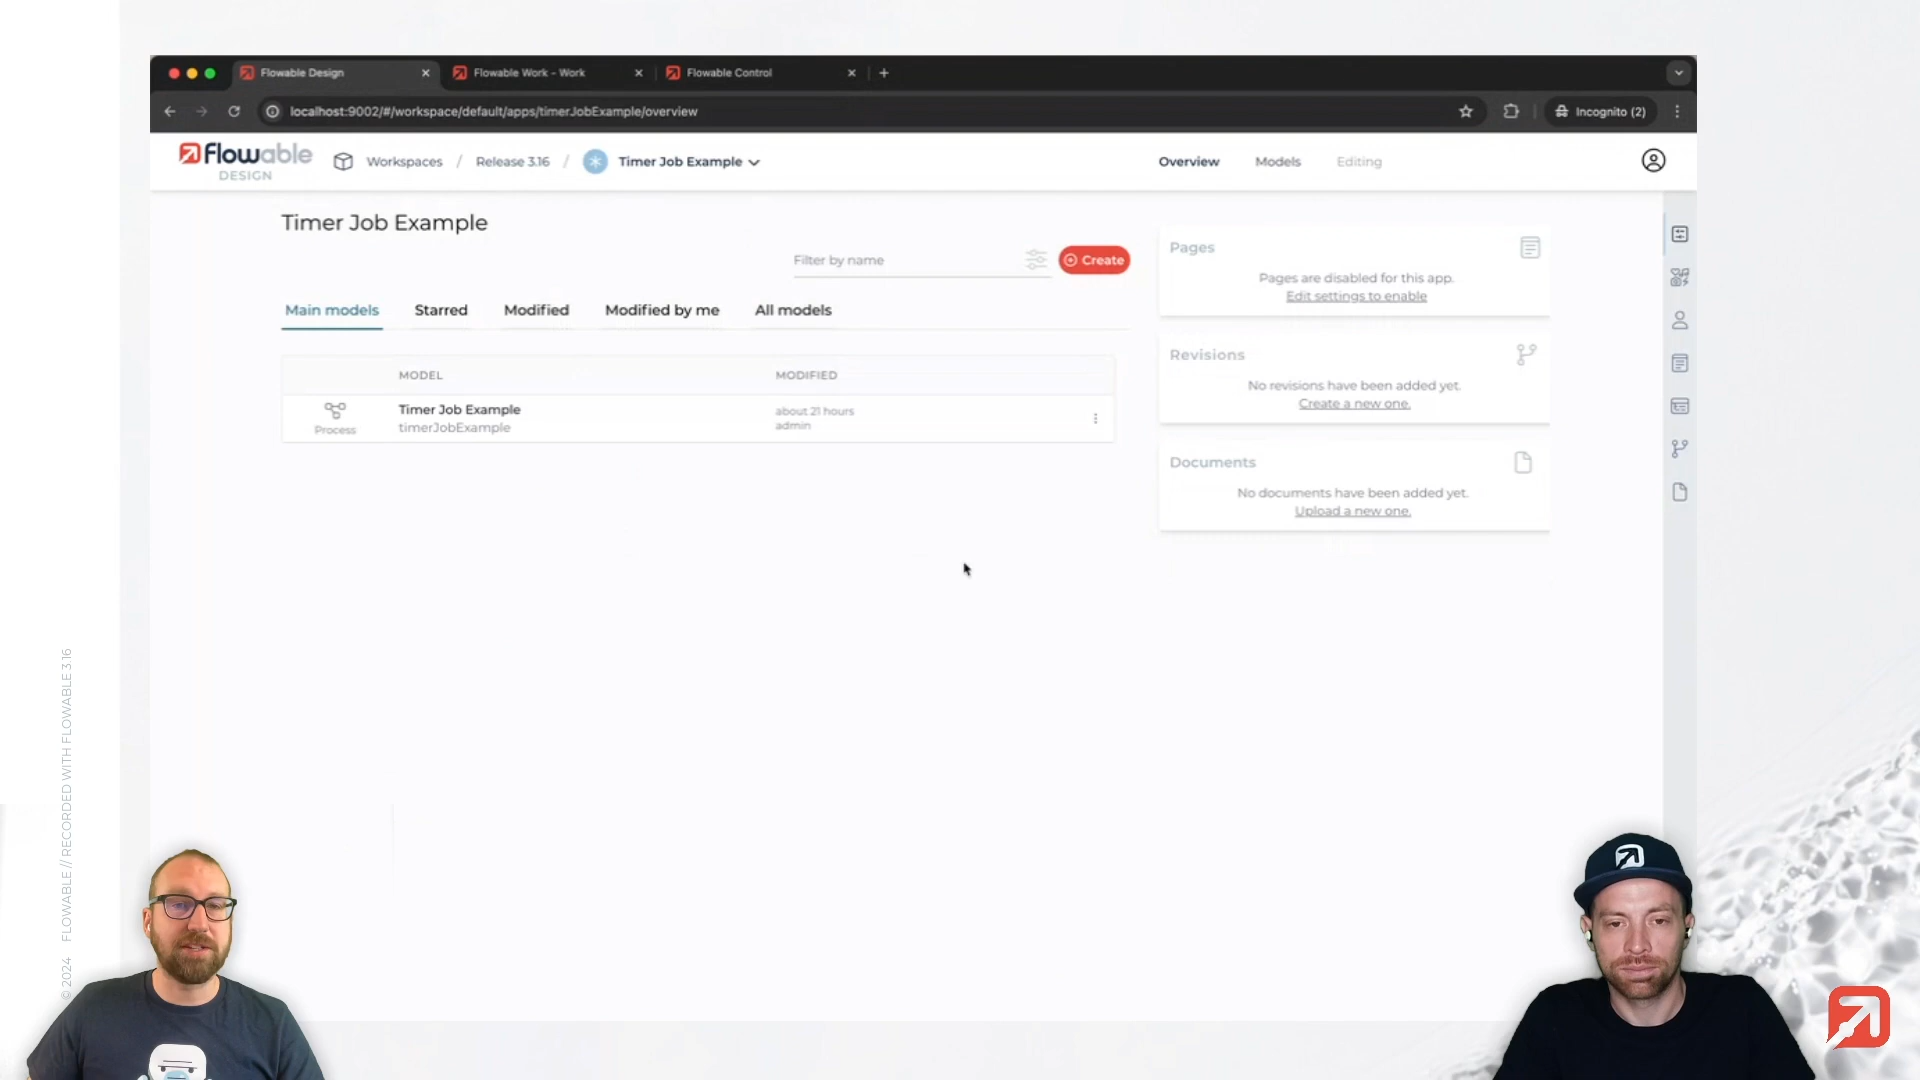 Flowable Design
Flowable Work - Work
Flowable Control
localhost:9002/#/workspace/default/apps/timerJobExample/overview
Incognito (2)
flowable
DESIGN
Workspaces / Release 3.16 / Timer Job Example
Overview
Models
Editing
Timer Job Example
Filter by name
Create
Main models
Starred
Modified
Modified by me
All models
MODEL
MODIFIED
Process
Timer Job Example
timerJobExample
about 21 hours
admin
Pages
Pages are disabled for this app.
Edit settings to enable
Revisions
No revisions have been added yet.
Create a new one.
Documents
No documents have been added yet.
Upload a new one.
© 2024 FLOWABLE // RECORDED WITH FLOWABLE 3.16